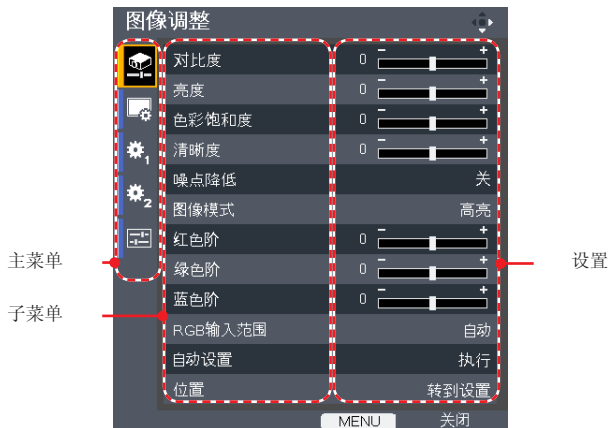 图像调整
对比度 0 - +
亮度 0 - +
色彩饱和度 0 - +
清晰度 0 - +
噪点降低 关
图像模式 高亮
红色阶 0 - +
绿色阶 0 - +
蓝色阶 0 - +
RGB输入范围 自动
自动设置 执行
位置 转到设置
MENU 关闭
1
2
主菜单
子菜单
设置